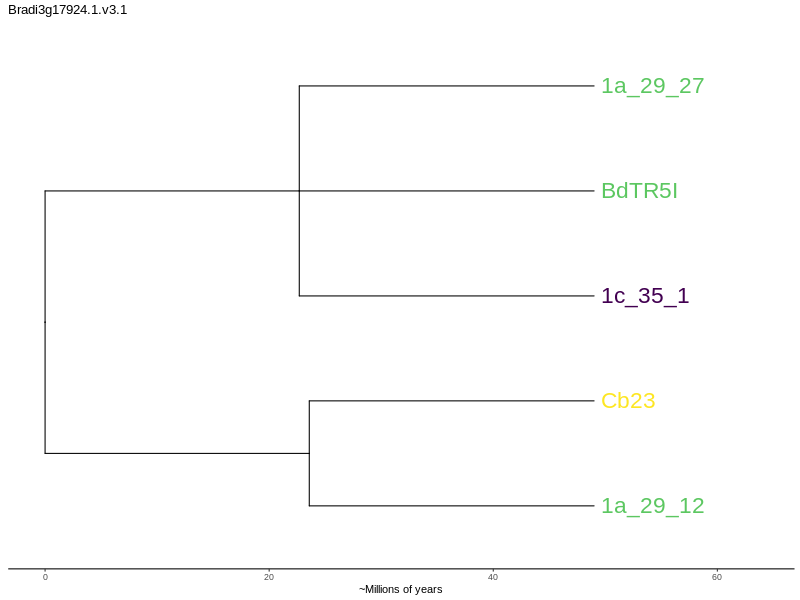 Bradi3g17924.1.v3.1
1a_29_27
BdTR5I
1c_35_1
Cb23
1a_29_12
0 20 40 60
~Millions of years